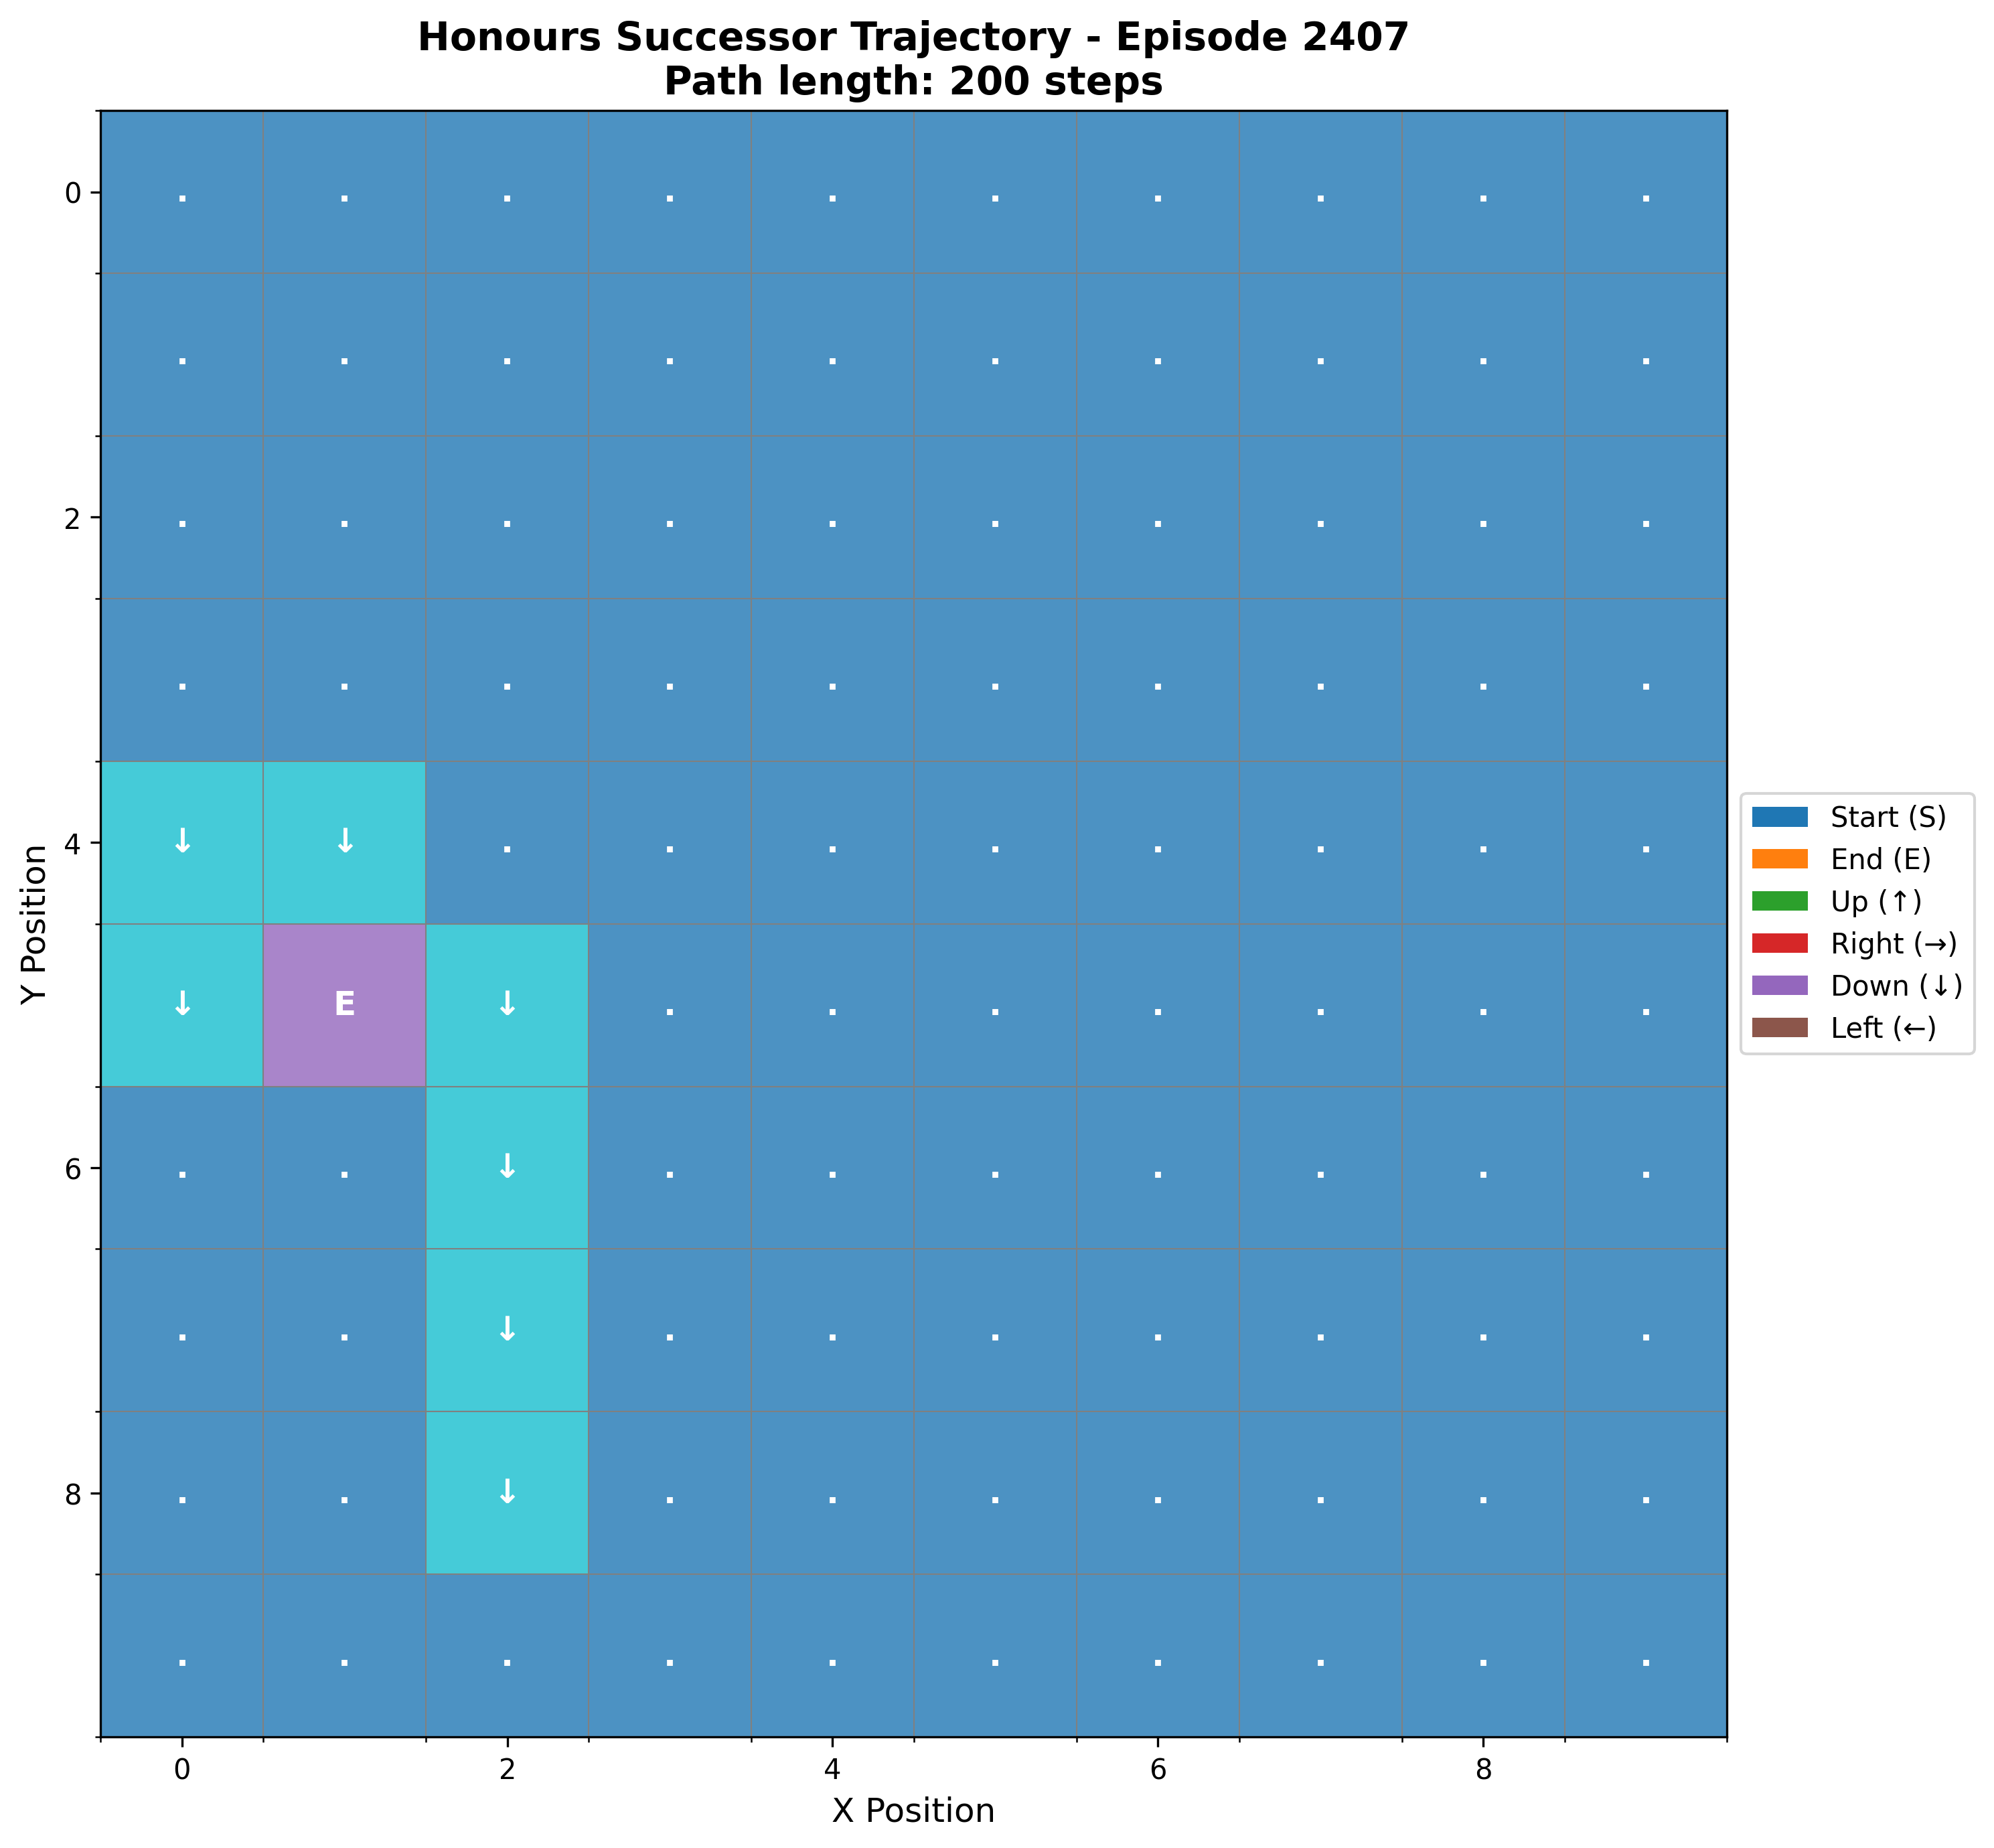 Honours Successor Trajectory - Episode 2407
Path length: 200 steps
0
· · · · · · · · · ·
· · · · · · · · · ·
2
· · · · · · · · · ·
· · · · · · · · · ·
4
↓ ↓ · · · · · · · ·
↓ E ↓ · · · · · · ·
6
· · ↓ · · · · · · ·
· · ↓ · · · · · · ·
8
· · ↓ · · · · · · ·
· · · · · · · · · ·
0 2 4 6 8
X Position
Y Position
Start (S)
End (E)
Up (↑)
Right (→)
Down (↓)
Left (←)